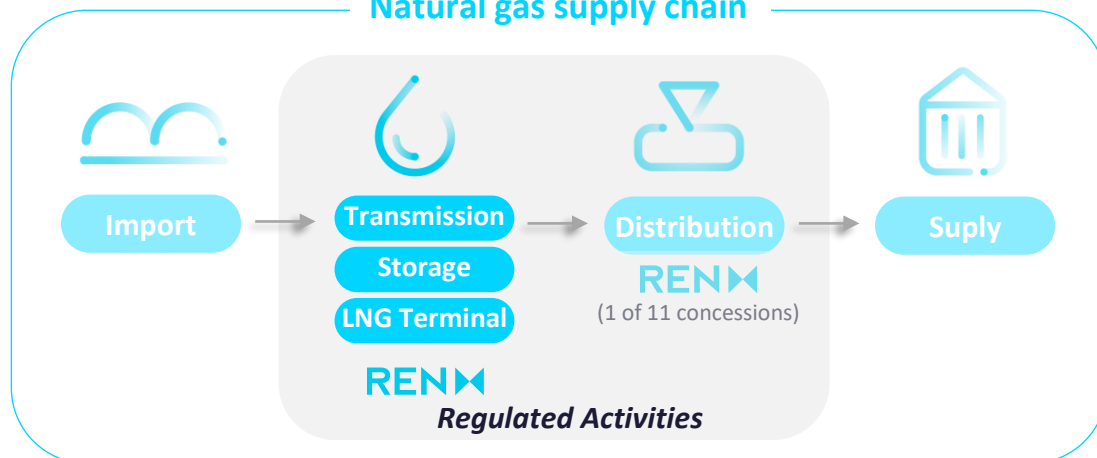 Natural gas supply chain
Import
Transmission
Storage
LNG Terminal
REN
Distribution
REN
(1 of 11 concessions)
Suply
Regulated Activities